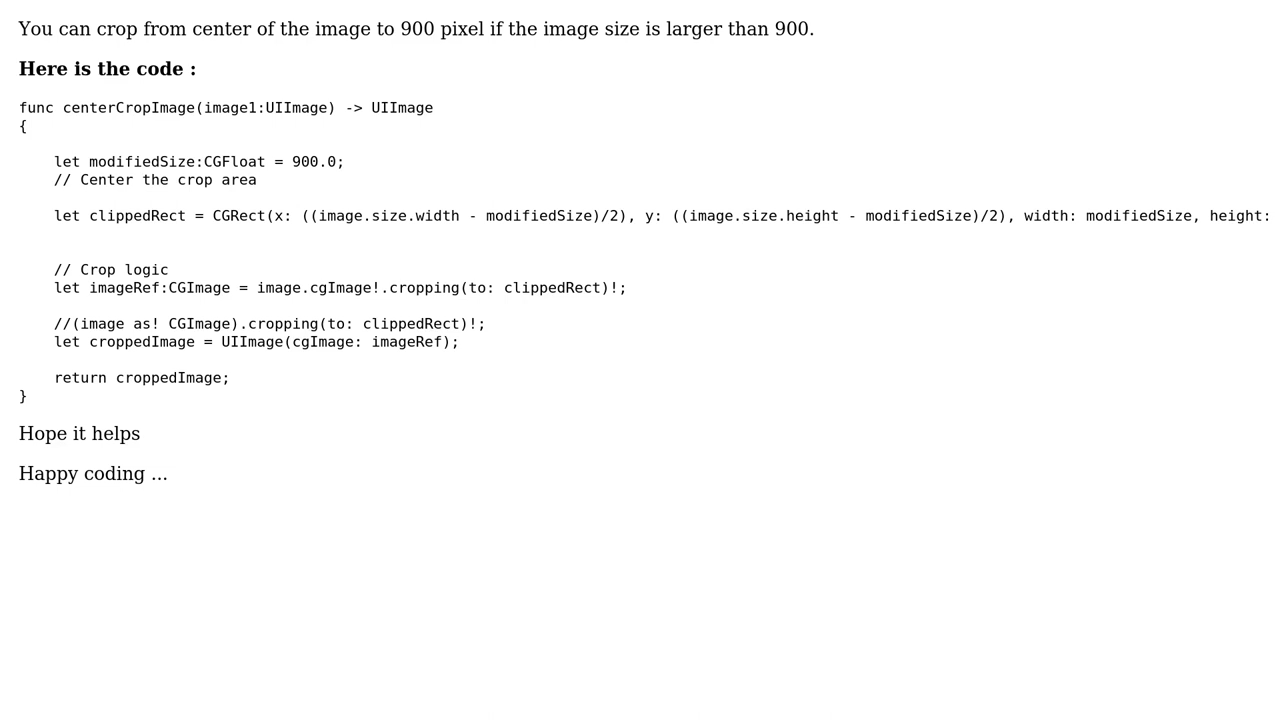 You can crop from center of the image to 900 pixel if the image size is larger than 900.
Here is the code :
func centerCropImage(image1:UIImage) -> UIImage
{
    let modifiedSize:CGFloat = 900.0;
    // Center the crop area
    let clippedRect = CGRect(x: ((image.size.width - modifiedSize)/2), y: ((image.size.height - modifiedSize)/2), width: modifiedSize, height:
    // Crop logic
    let imageRef:CGImage = image.cgImage!.cropping(to: clippedRect)!;
    //(image as! CGImage).cropping(to: clippedRect)!;
    let croppedImage = UIImage(cgImage: imageRef);
    return croppedImage;
}
Hope it helps
Happy coding ...